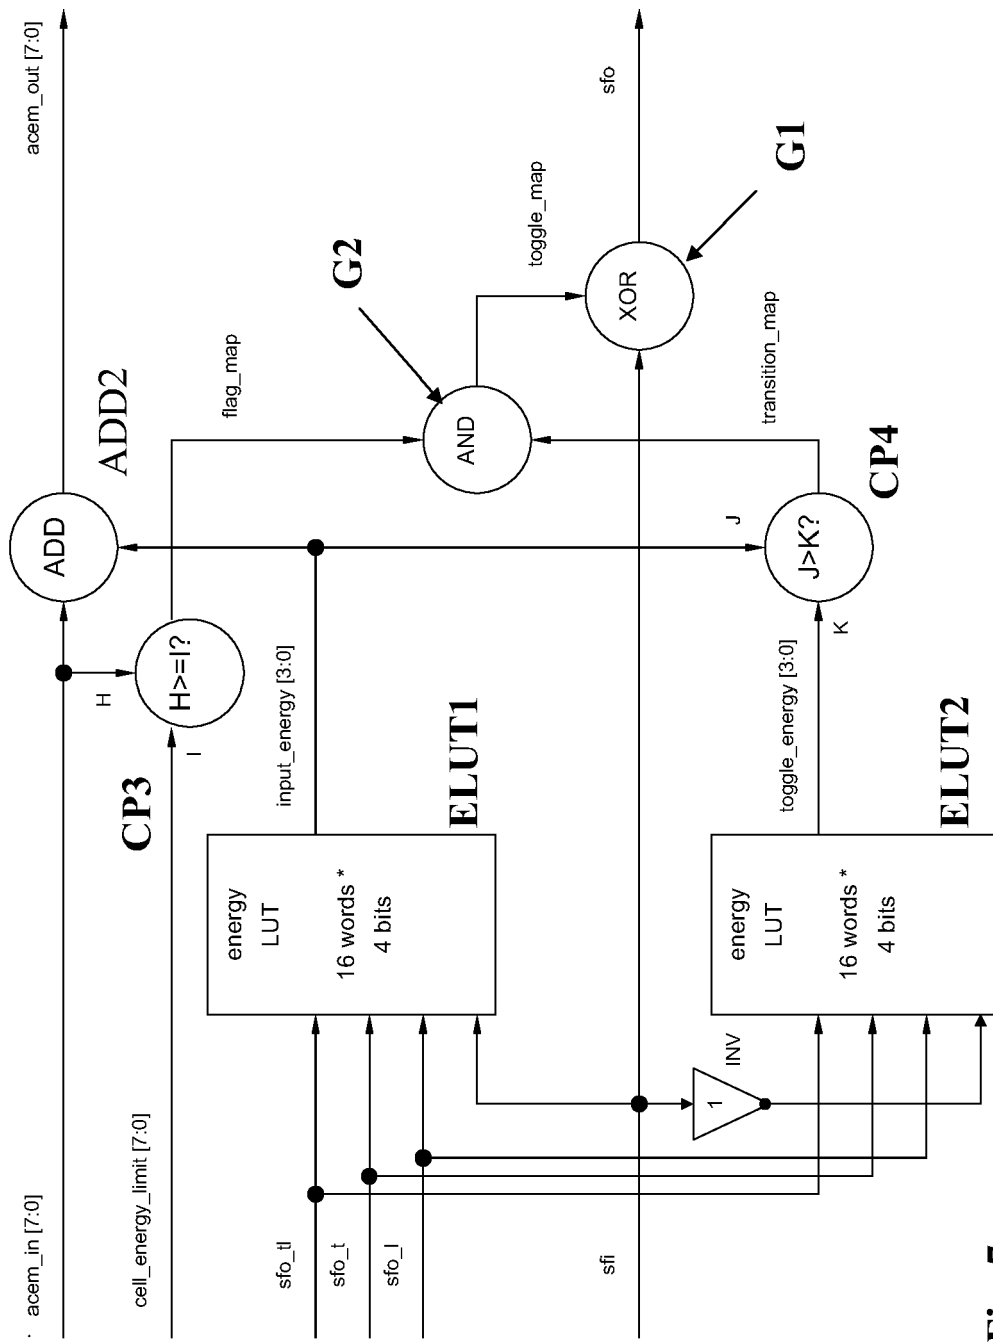 acem_in [7:0]
acem_out [7:0]
ADD
ADD2
H
H>=I?
I
CP3
cell_energy_limit [7:0]
flag_map
G2
AND
toggle_map
XOR
G1
sfo
transition_map
input_energy [3:0]
J
J>K?
K
CP4
toggle_energy [3:0]
energy
LUT
16 words *
4 bits
ELUT1
energy
LUT
16 words *
4 bits
ELUT2
sfo_tl
sfo_t
sfo_l
sfi
1
INV